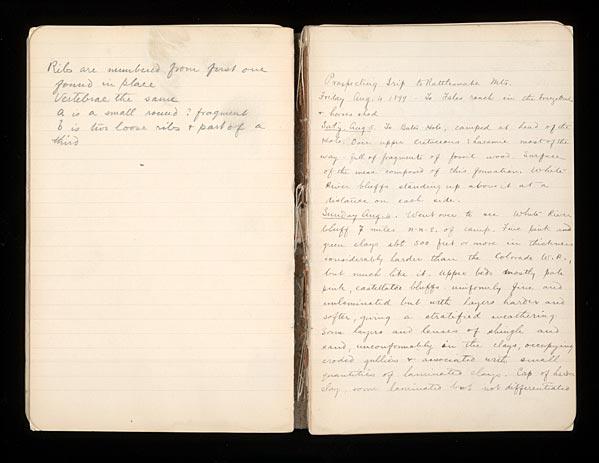 Ribs are numbered from first one
found in place
Vertebrae the same
a is a small round ? fragment
b is two loose ribs & part of a
third
Prospecting Trip to Rattlesnake Mts.
Friday Aug. 4 1899 - To Fales ranch in the
& horses shod
Saty. Aug 5. To Bates Hole, camped at head of the
Hole. Over upper Cretaceous : Laramie most of the
way. full of fragments of fossil wood. Surface
of the mesa composed of this formation. White
River bluffs standing up above it at a
distance on each side.
Sunday Aug 6. Went over to see White River
bluff 7 miles n.n.E. of camp. Fine pink and
green clays abt 500 feet or more in thickness
considerably harder than the Colorado W.R.,
but much like it. Upper beds mostly pale
pink, castellated bluffs - uniformly fine and
unlaminated but with layers harder and
softer, giving a stratified weathering
Some layers and lenses of shingle and
sand, unconformably in the clays, occupying
eroded gullies & associated with small
quantities of laminated clays. Cap of harder
clay - some laminated but not differentiated